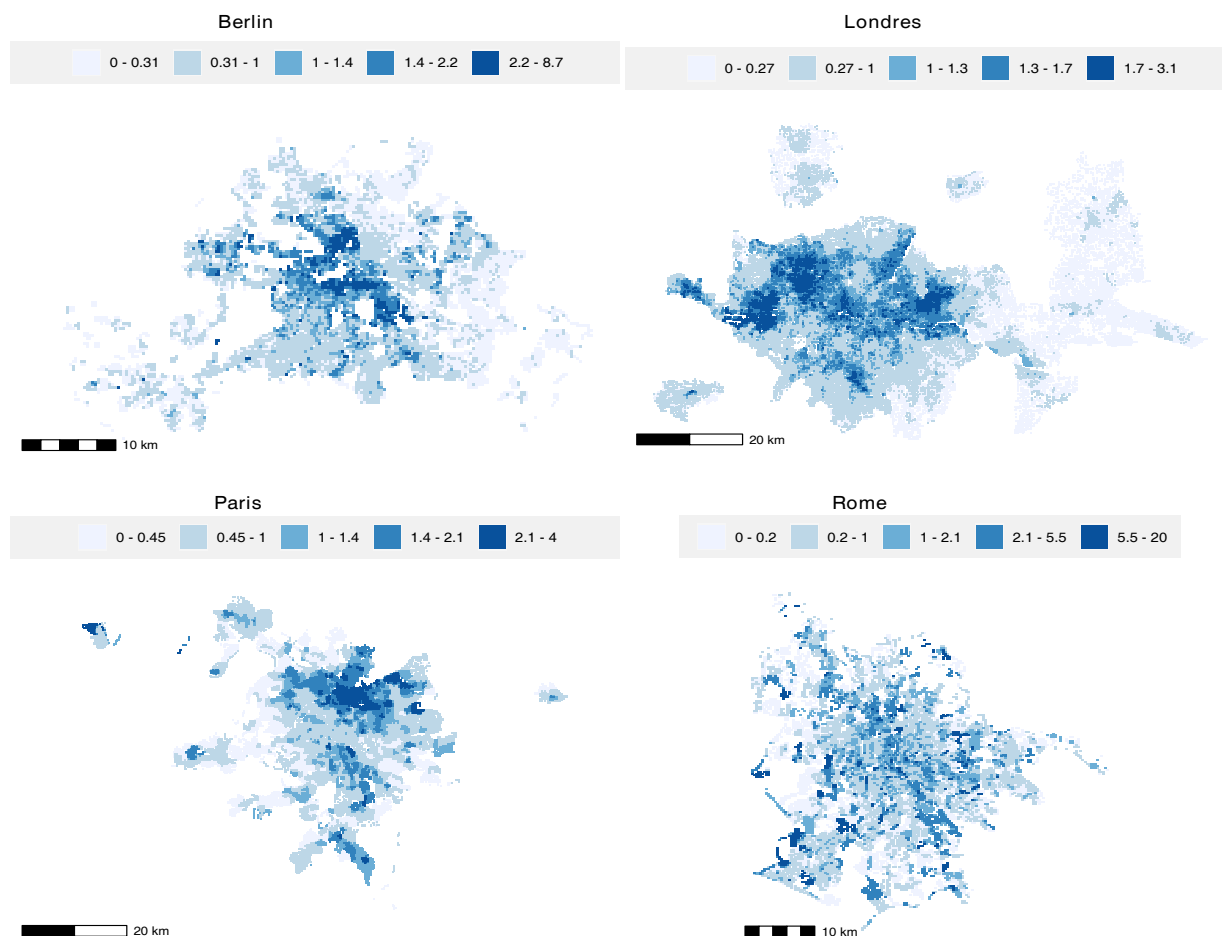 Berlin
0 - 0.31 0.31 - 1 1 - 1.4 1.4 - 2.2 2.2 - 8.7
10 km
Londres
0 - 0.27 0.27 - 1 1 - 1.3 1.3 - 1.7 1.7 - 3.1
20 km
Paris
0 - 0.45 0.45 - 1 1 - 1.4 1.4 - 2.1 2.1 - 4
20 km
Rome
0 - 0.2 0.2 - 1 1 - 2.1 2.1 - 5.5 5.5 - 20
10 km